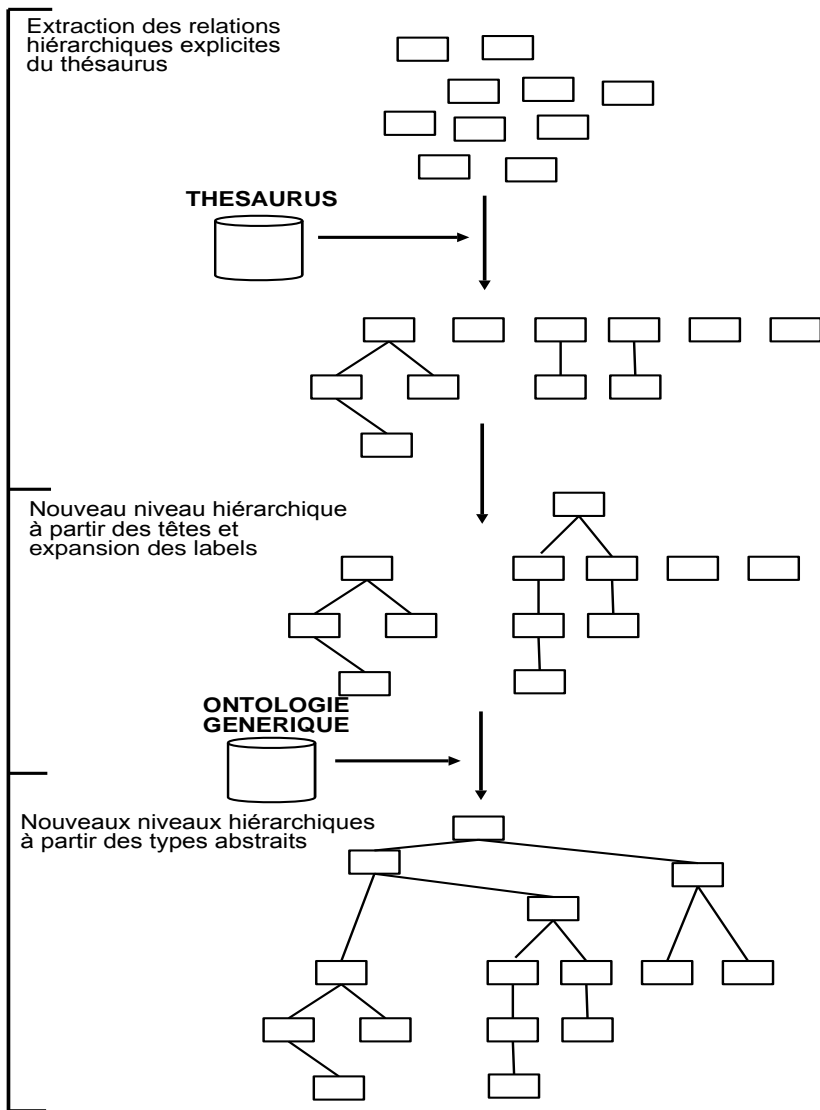 Extraction des relations
hiérarchiques explicites
du thésaurus
THESAURUS
Nouveau niveau hiérarchique
à partir des têtes et
expansion des labels
ONTOLOGIE
GENERIQUE
Nouveaux niveaux hiérarchiques
à partir des types abstraits